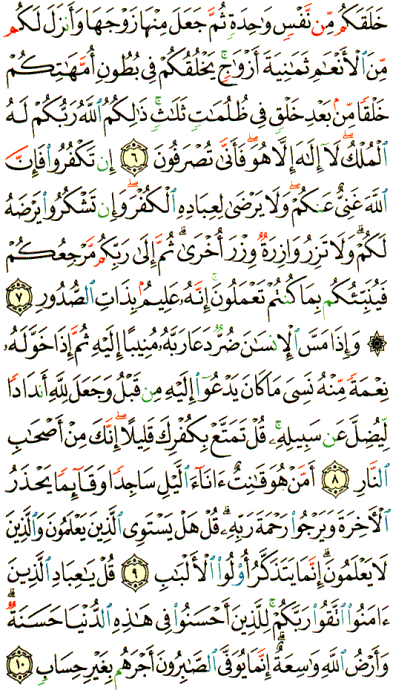 خَلَقَكُم مِّن نَّفۡسٍ وَٰحِدَةٍ ثُمَّ جَعَلَ مِنۡهَا زَوۡجَهَا وَأَنزَلَ لَكُم
مِّنَ ٱلۡأَنۡعَٰمِ ثَمَٰنِيَةَ أَزۡوَٰجٍۚ يَخۡلُقُكُمۡ فِي بُطُونِ أُمَّهَٰتِكُمۡ
خَلۡقًا مِّنۢ بَعۡدِ خَلۡقٍ فِي ظُلُمَٰتٍ ثَلَٰثٍۚ ذَٰلِكُمُ ٱللَّهُ رَبُّكُمۡ لَهُ
ٱلۡمُلۡكُۖ لَآ إِلَٰهَ إِلَّا هُوَۖ فَأَنَّىٰ تُصۡرَفُونَ ٦ إِن تَكۡفُرُواْ فَإِنَّ
ٱللَّهَ غَنِيٌّ عَنكُمۡۖ وَلَا يَرۡضَىٰ لِعِبَادِهِ ٱلۡكُفۡرَۖ وَإِن تَشۡكُرُواْ يَرۡضَهُ
لَكُمۡۗ وَلَا تَزِرُ وَازِرَةٌ وِزۡرَ أُخۡرَىٰۗ ثُمَّ إِلَىٰ رَبِّكُم مَّرۡجِعُكُمۡ
فَيُنَبِّئُكُم بِمَا كُنتُمۡ تَعۡمَلُونَۚ إِنَّهُۥ عَلِيمُۢ بِذَاتِ ٱلصُّدُورِ ٧
۞ وَإِذَا مَسَّ ٱلۡإِنسَٰنَ ضُرٌّ دَعَا رَبَّهُۥ مُنِيبًا إِلَيۡهِ ثُمَّ إِذَا خَوَّلَهُۥ
نِعۡمَةً مِّنۡهُ نَسِيَ مَا كَانَ يَدۡعُوٓاْ إِلَيۡهِ مِن قَبۡلُ وَجَعَلَ لِلَّهِ أَندَادًا
لِّيُضِلَّ عَن سَبِيلِهِۦۚ قُلۡ تَمَتَّعۡ بِكُفۡرِكَ قَلِيلًا إِنَّكَ مِنۡ أَصۡحَٰبِ
ٱلنَّارِ ٨ أَمَّنۡ هُوَ قَٰنِتٌ ءَانَآءَ ٱلَّيۡلِ سَاجِدًا وَقَآئِمًا يَحۡذَرُ
ٱلۡأٓخِرَةَ وَيَرۡجُواْ رَحۡمَةَ رَبِّهِۦۗ قُلۡ هَلۡ يَسۡتَوِي ٱلَّذِينَ يَعۡلَمُونَ وَٱلَّذِينَ
لَا يَعۡلَمُونَۗ إِنَّمَا يَتَذَكَّرُ أُوْلُواْ ٱلۡأَلۡبَٰبِ ٩ قُلۡ يَٰعِبَادِ ٱلَّذِينَ
ءَامَنُواْ ٱتَّقُواْ رَبَّكُمۡۚ لِلَّذِينَ أَحۡسَنُواْ فِي هَٰذِهِ ٱلدُّنۡيَا حَسَنَةٌۗ
وَأَرۡضُ ٱللَّهِ وَٰسِعَةٌۗ إِنَّمَا يُوَفَّى ٱلصَّٰبِرُونَ أَجۡرَهُم بِغَيۡرِ حِسَابٍ ١٠